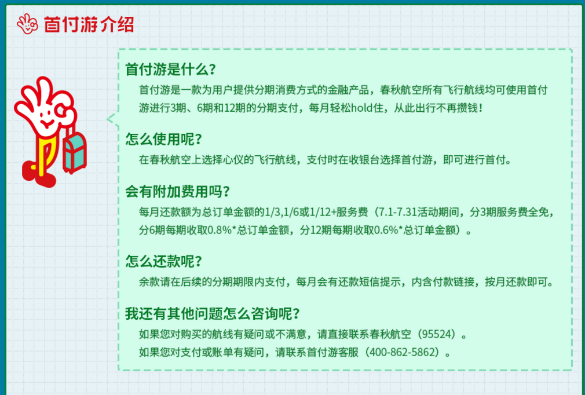 首付游介绍
首付游是什么？
首付游是一款为用户提供分期消费方式的金融产品，春秋航空所有飞行航线均可使用首付
游进行3期、6期和12期的分期支付，每月轻松hold住，从此出行不再攒钱！
怎么使用呢？
在春秋航空上选择心仪的飞行航线，支付时在收银台选择首付游，即可进行首付。
会有附加费用吗？
每月还款额为总订单金额的1/3,1/6或1/12+服务费（7.1-7.31活动期间，分3期服务费全免，
分6期每期收取0.8%*总订单金额，分12期每期收取0.6%*总订单金额）。
怎么还款呢？
余款请在后续的分期期限内支付，每月会有还款短信提示，内含付款链接，按月还款即可。
我还有其他问题怎么咨询呢？
如果您对购买的航线有疑问或不满意，请直接联系春秋航空（95524）。
如果您对支付或账单有疑问，请联系首付游客服（400-862-5862）。